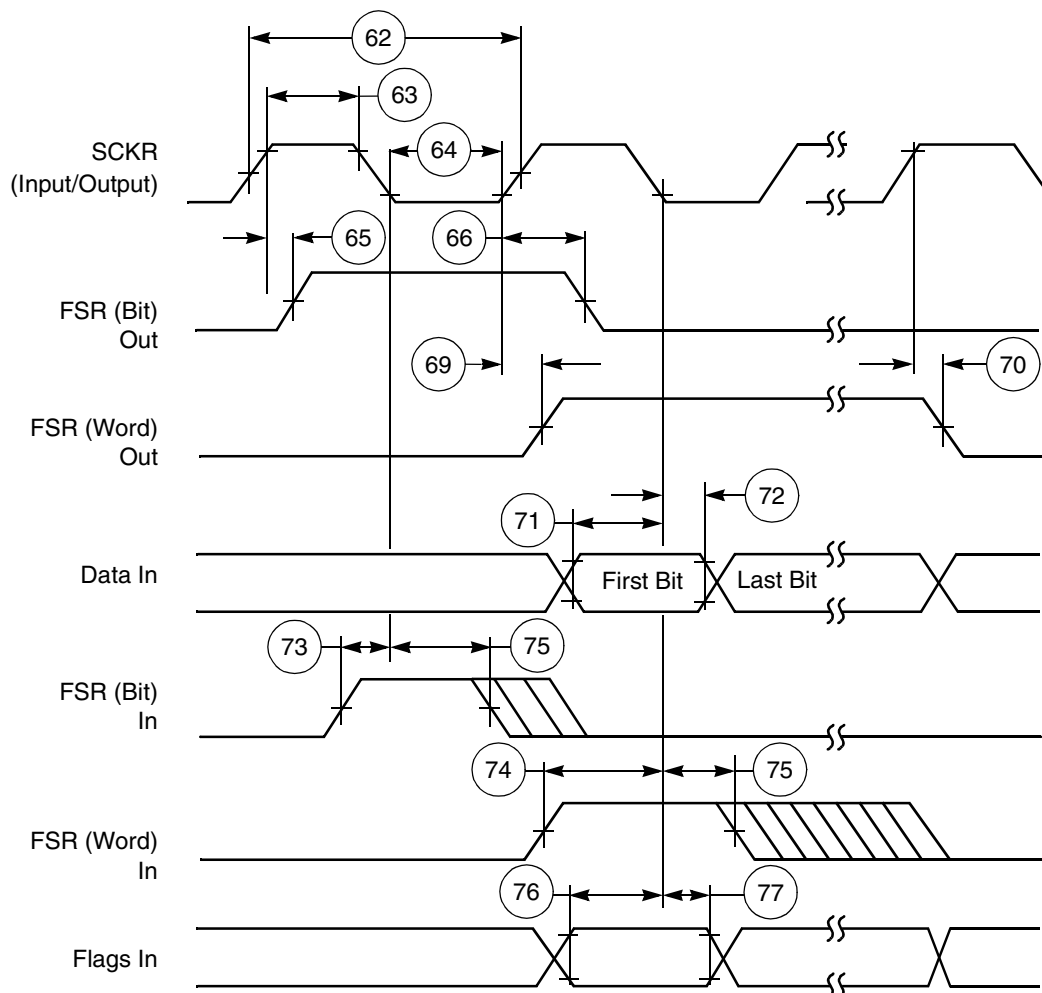 62
63
SCKR
(Input/Output)
64
65
66
FSR (Bit)
Out
69
70
FSR (Word)
Out
71
72
Data In
First Bit
Last Bit
73
75
FSR (Bit)
In
74
75
FSR (Word)
In
76
77
Flags In